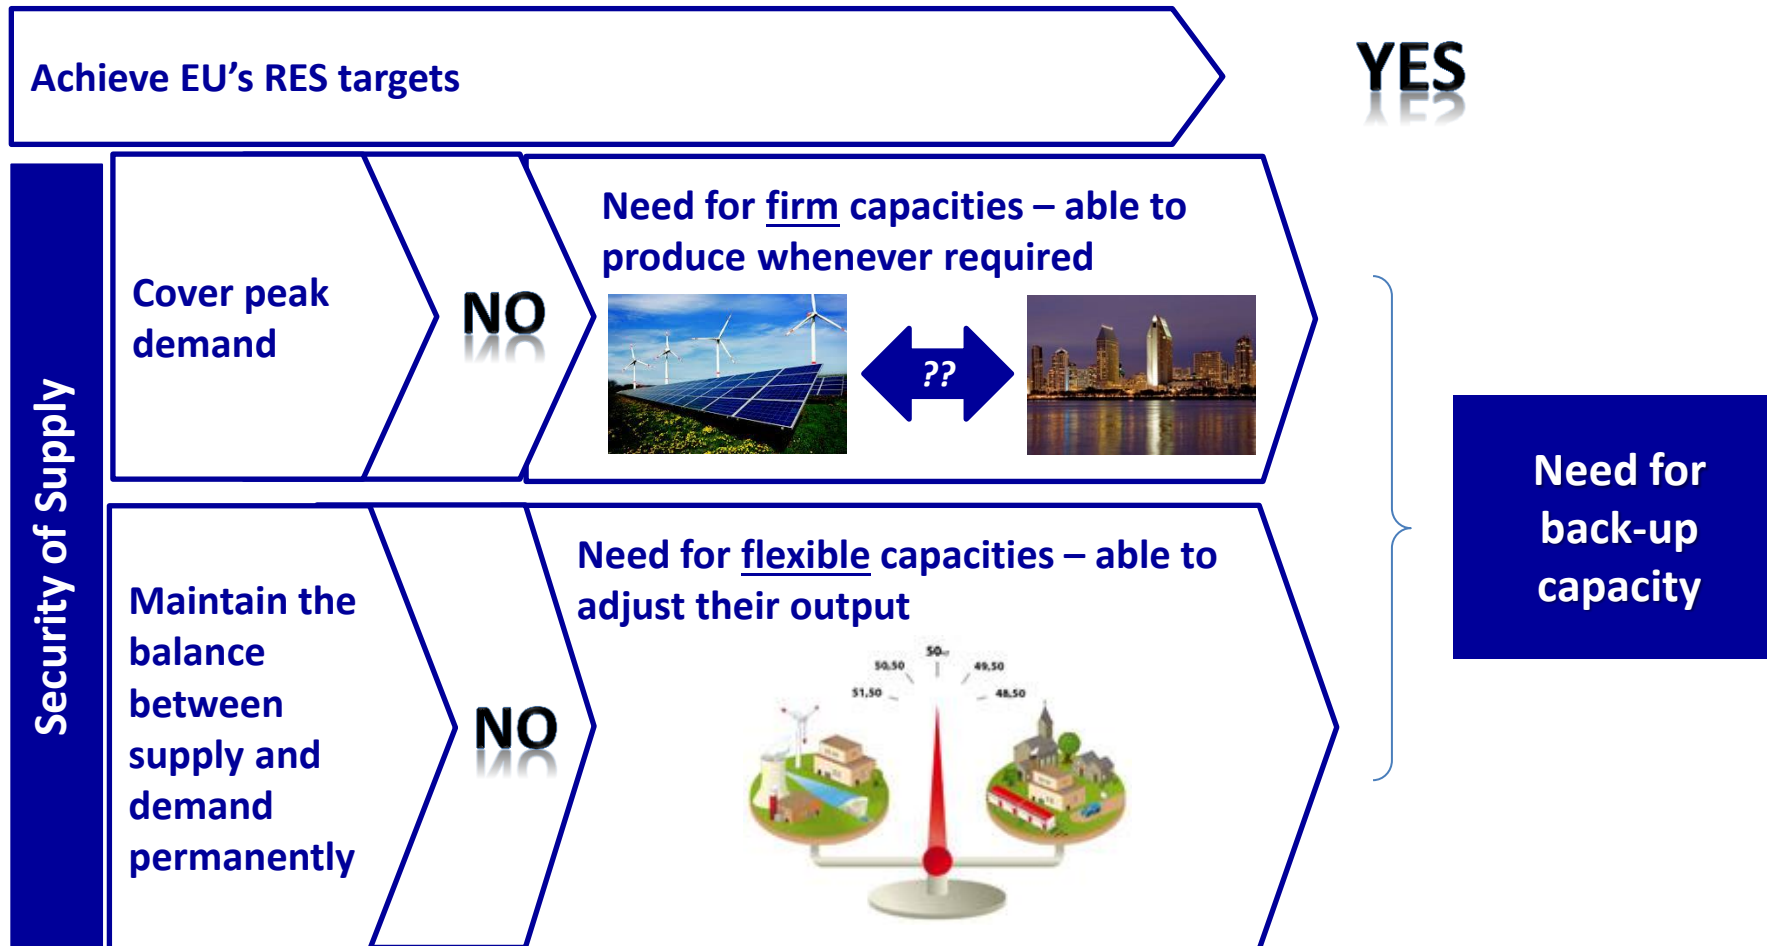 Achieve EU's RES targets
YES
Security of Supply
Cover peak
demand
NO
Need for firm capacities – able to
produce whenever required
??
Maintain the
balance
between
supply and
demand
permanently
NO
Need for flexible capacities – able to
adjust their output
50
50,50
49,50
51,50
48,50
Need for
back-up
capacity